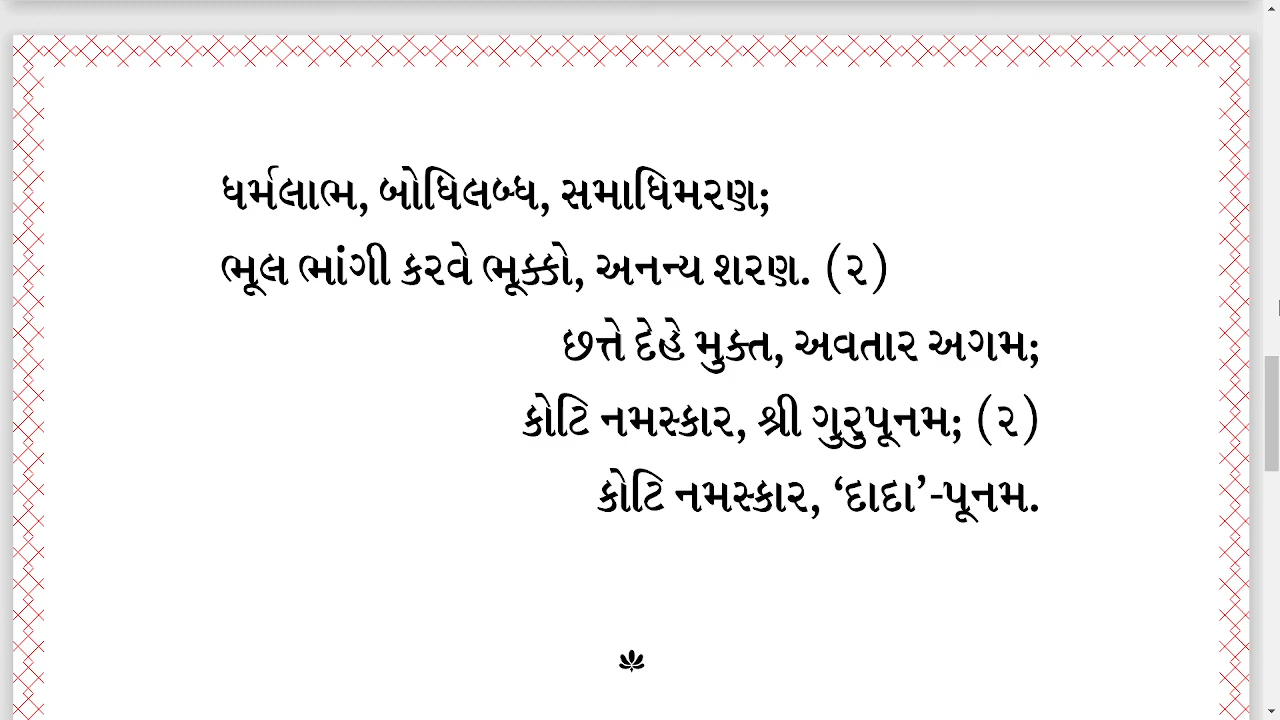 ધર્મલાભ, બોધિલબ્ધ, સમાધિમરણ;
ભૂલ ભાંગી કરવે ભૂક્કો, અનન્ય શરણ. (૨)
છત્તે દેહે મુક્ત, અવતાર અગમ;
કોટિ નમસ્કાર, શ્રી ગુરુપૂનમ; (૨)
કોટિ નમસ્કાર, ‘દાદા’-પૂનમ.